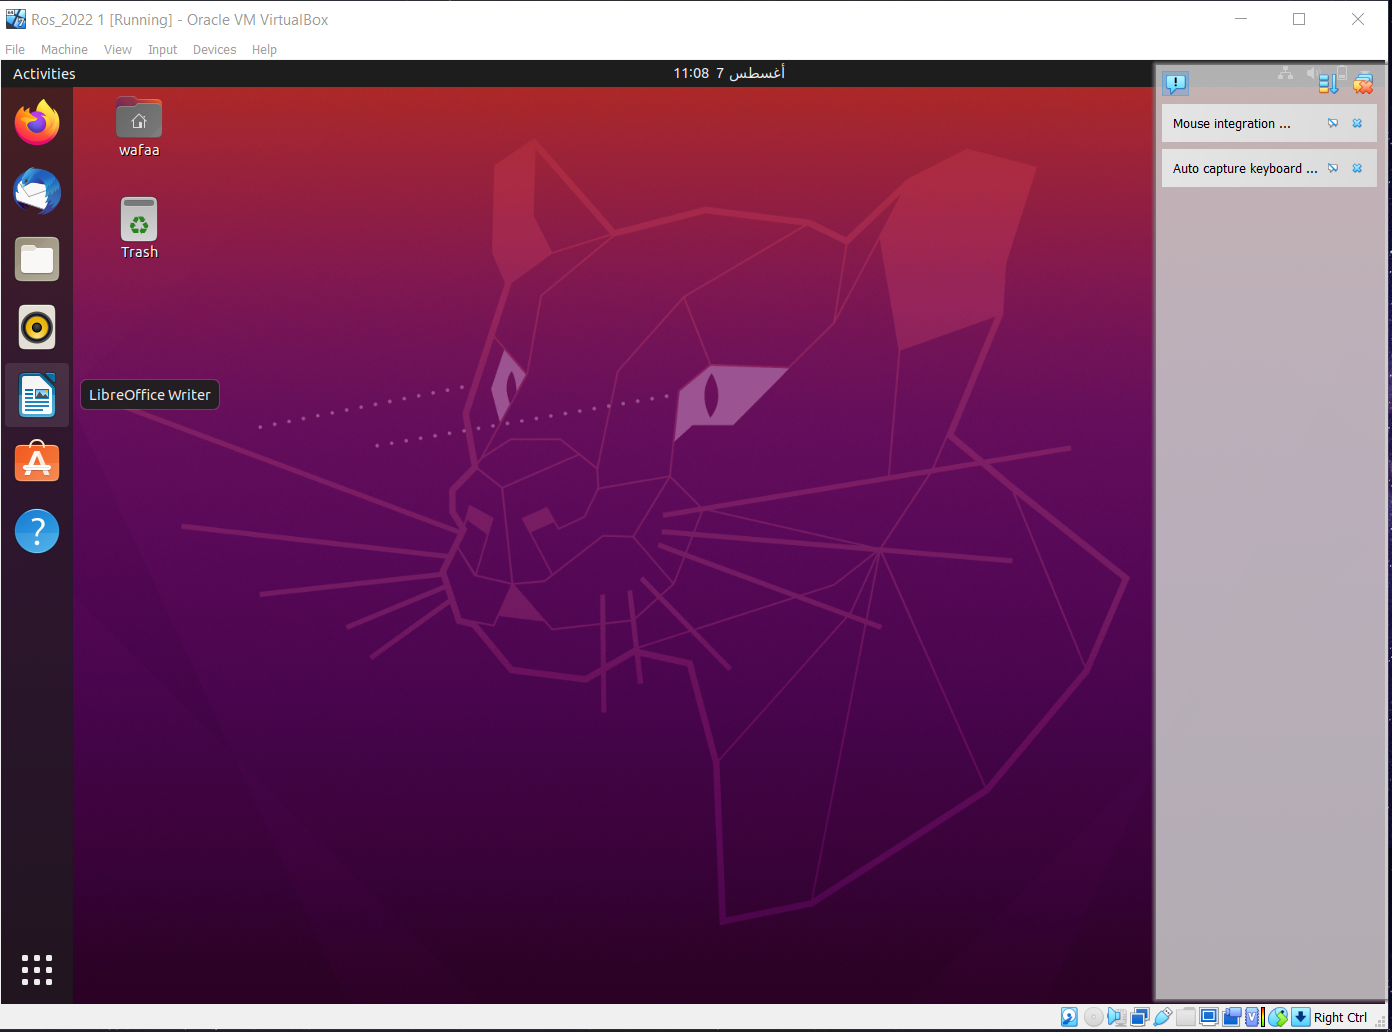 Ros_2022 1 [Running] - Oracle VM VirtualBox
File Machine View Input Devices Help
Activities
11:08 7 أغسطس
wafaa
Trash
LibreOffice Writer
Mouse integration ...
Auto capture keyboard ...
Right Ctrl